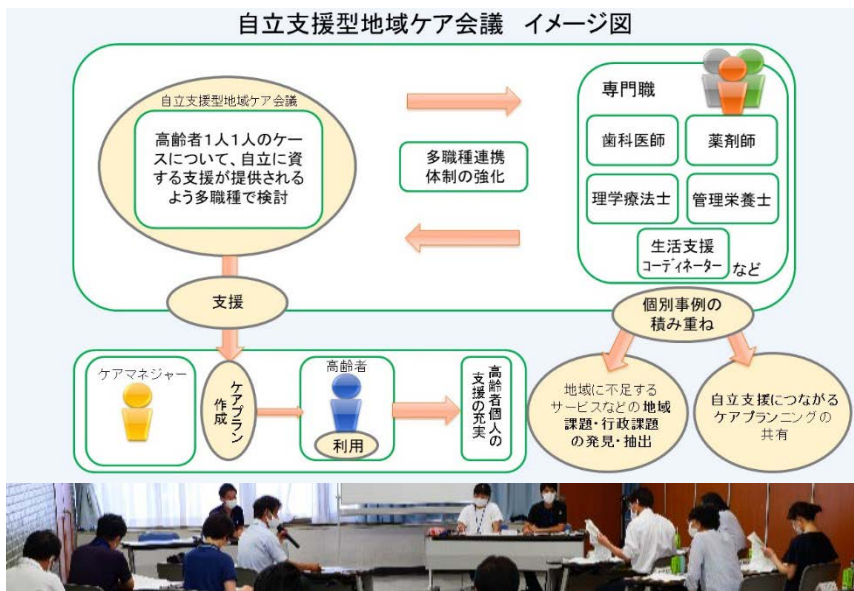 自立支援型地域ケア会議　イメージ図
自立支援型地域ケア会議
高齢者1人1人のケー
スについて、自立に資
する支援が提供される
よう多職種で検討
多職種連携
体制の強化
専門職
歯科医師
薬剤師
理学療法士
管理栄養士
生活支援
コーディネーター
など
支援
個別事例の
積み重ね
ケアマネジャー
ケアプラン
作成
高齢者
利用
高齢者個人の
支援の充実
地域に不足する
サービスなどの地域
課題・行政課題
の発見・抽出
自立支援につながる
ケアプランニングの
共有